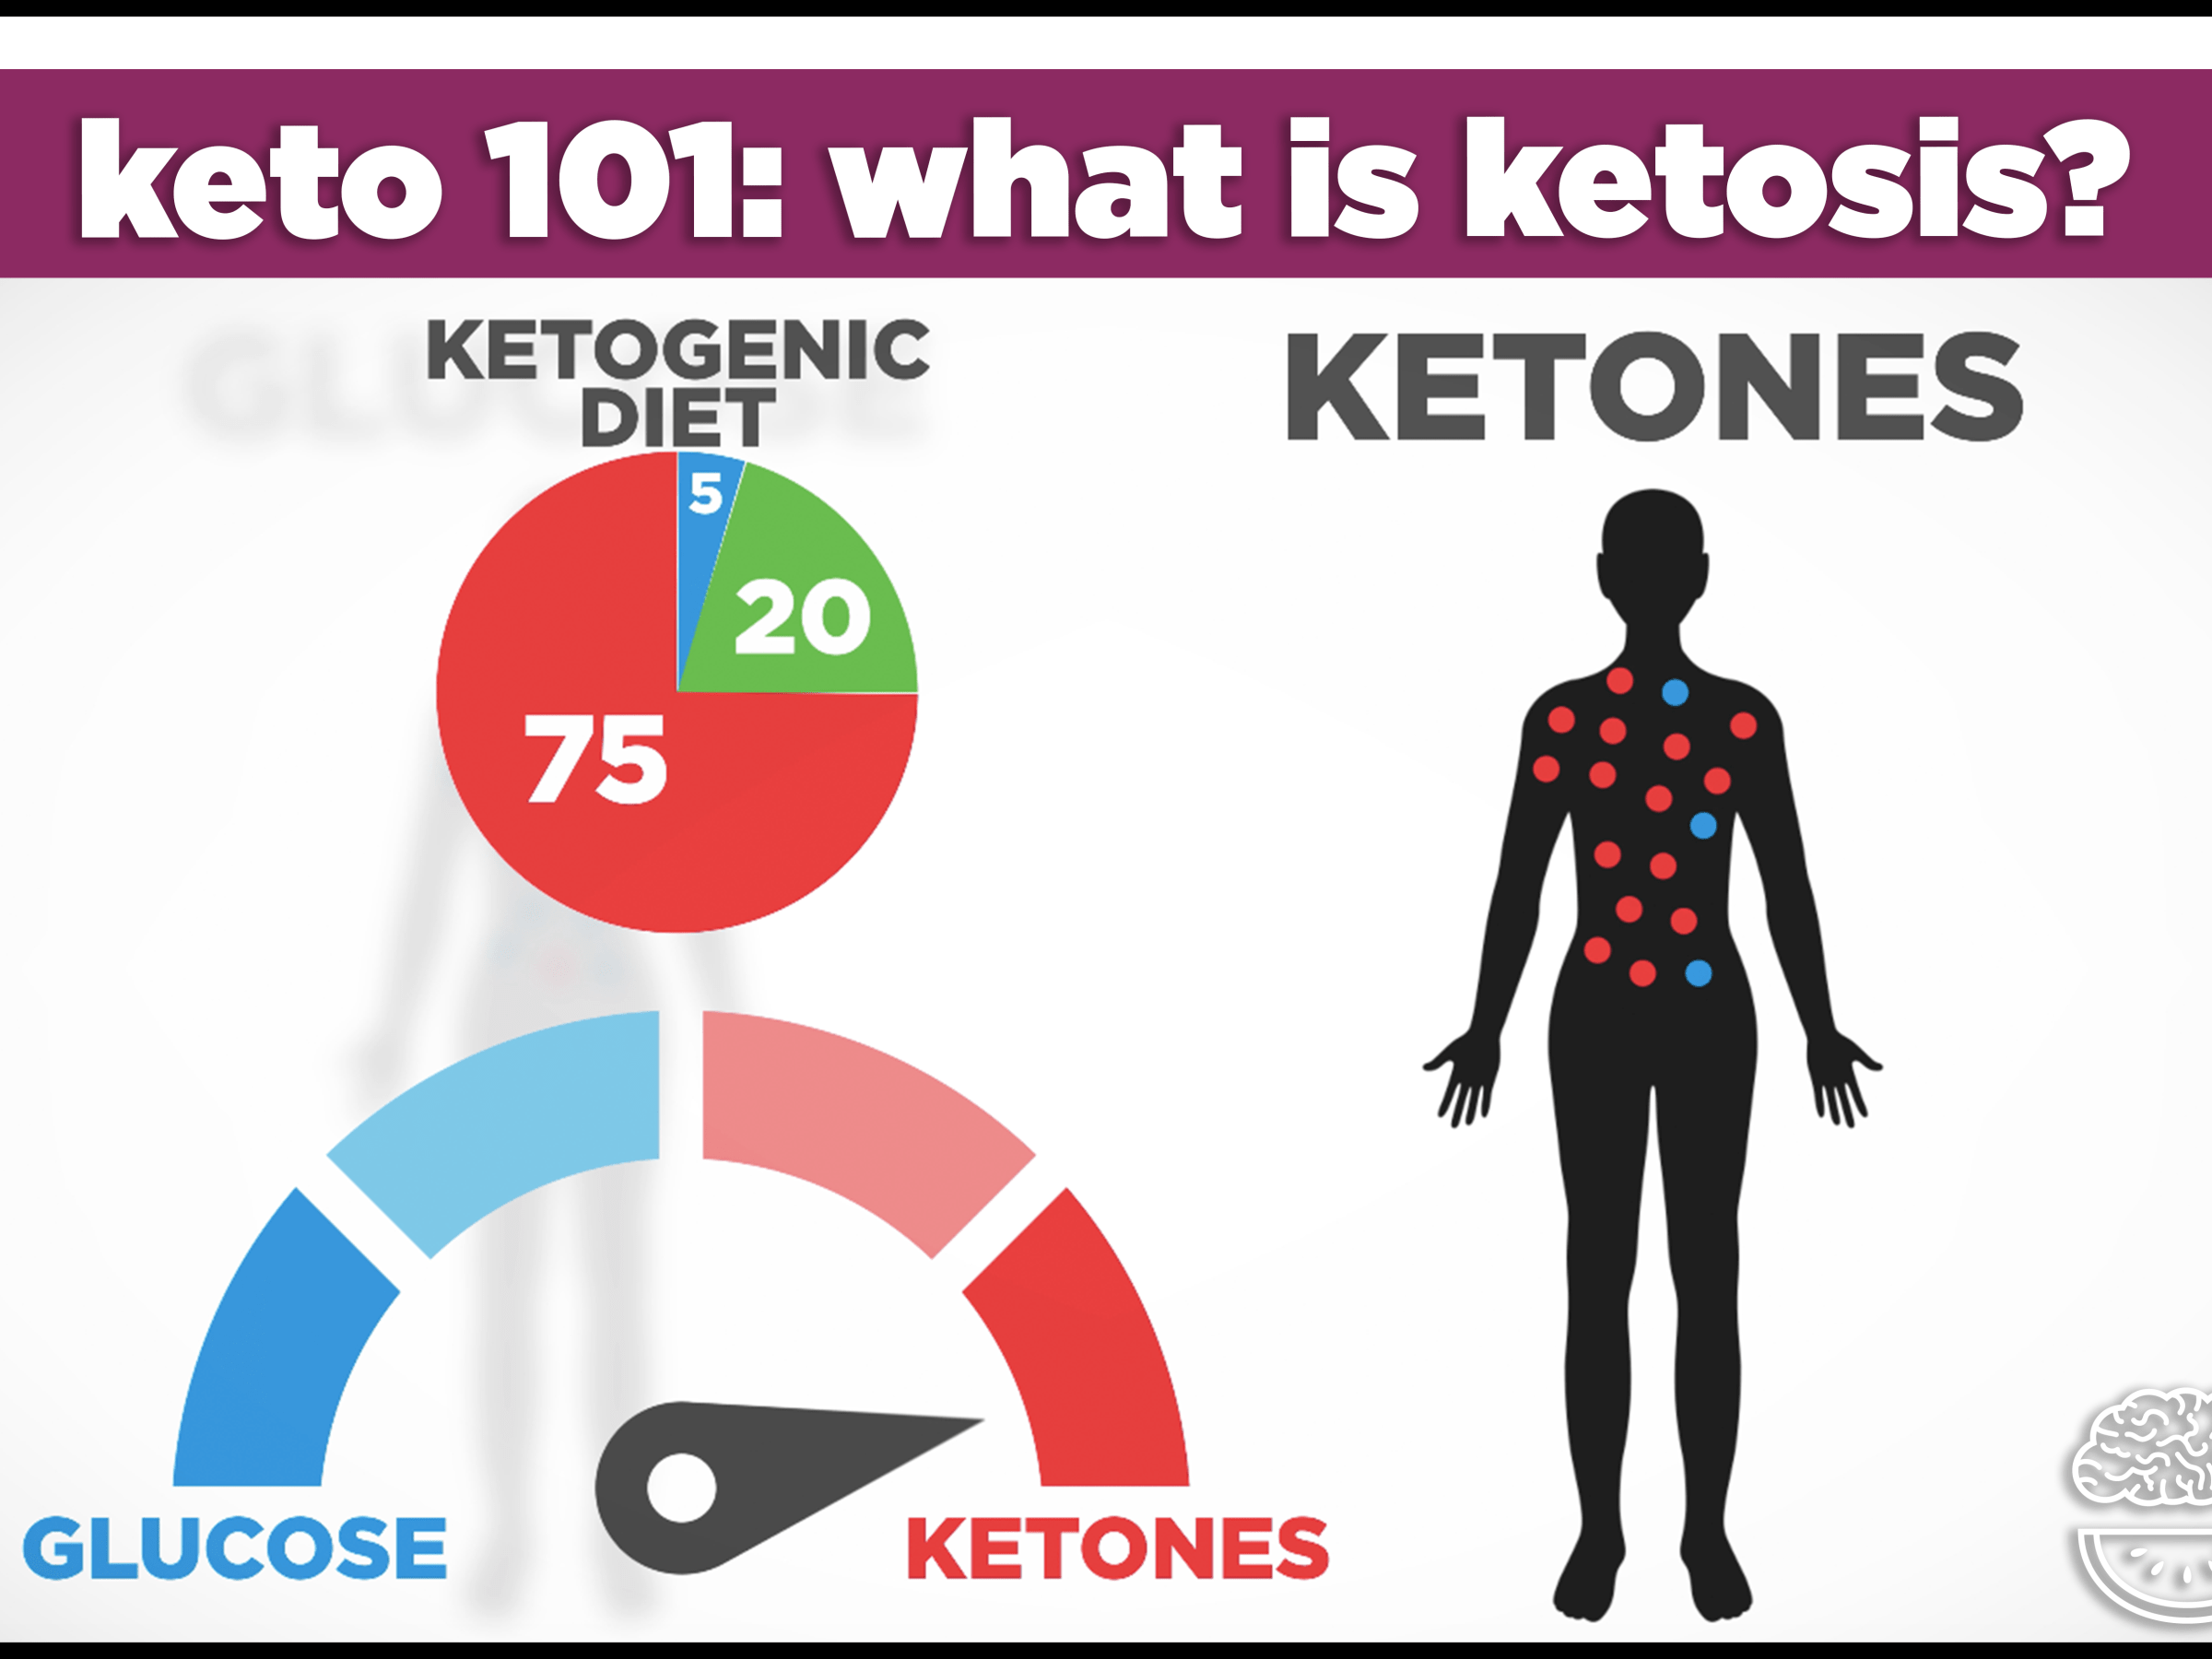 keto 101: what is ketosis?
KETOGENIC
DIET
KETONES
5
20
75
GLUCOSE
KETONES